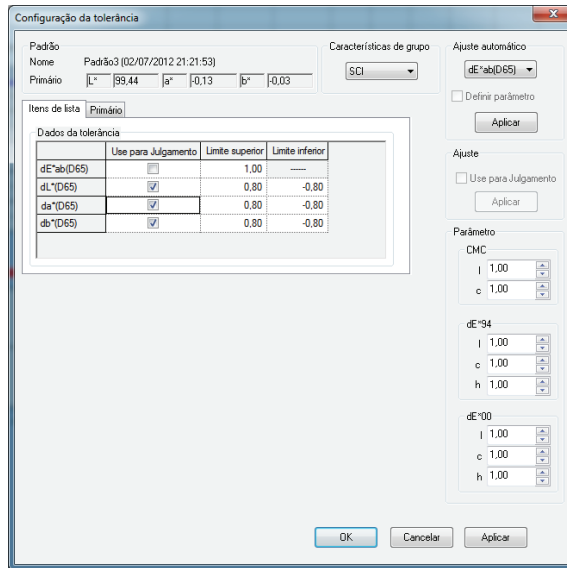 Configuração da tolerância
x
Padrão
Nome Padrão3 (02/07/2012 21:21:53)
Primário L* 99,44 a* -0,13 b* -0,03
Características de grupo
SCI
Ajuste automático
dE*ab(D65)
Definir parâmetro
Aplicar
Itens de lista Primário
Dados da tolerância
Use para Julgamento Limite superior Limite inferior
dE*ab(D65) 1,00 -----
dL*(D65) 0,80 -0,80
da*(D65) 0,80 -0,80
db*(D65) 0,80 -0,80
Ajuste
Use para Julgamento
Aplicar
Parâmetro
CMC
l 1,00
c 1,00
dE*94
l 1,00
c 1,00
h 1,00
dE*00
l 1,00
c 1,00
h 1,00
OK Cancelar Aplicar